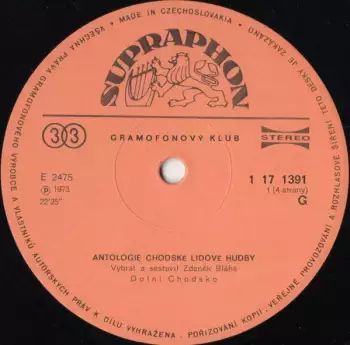 MADE IN CZECHOSLOVAKIA • VŠECHNA PRÁVA GRAMOFONOVÉHO VÝROBCE A VLASTNÍKŮ AUTORSKÝCH PRÁV K DÍLU VYHRAŽENA. POŘIZOVÁNÍ KOPIÍ, VEŘEJNÉ PROVOZOVÁNÍ A ROZHLASOVÉ ŠÍŘENÍ TÉTO DESKY JE ZAKÁZÁNO
SUPRAPHON
33
GRAMOFONOVÝ KLUB
STEREO
E 2475
℗ 1973
22'35"
1 17 1391
1 (4 strany)
G
ANTOLOGIE CHODSKÉ LIDOVÉ HUDBY
Vybral a sestavil Zdeněk Bláha
Dolní Chodsko